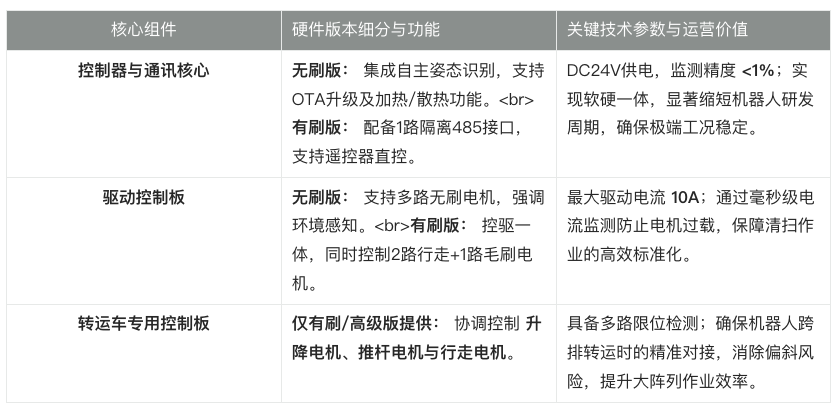 核心组件
硬件版本细分与功能
关键技术参数与运营价值
控制器与通讯核心
无刷版： 集成自主姿态识别，支持
OTA升级及加热/散热功能。<br>
有刷版： 配备1路隔离485接口，
支持遥控器直控。
DC24V供电，监测精度 <1%；实
现软硬一体，显著缩短机器人研发
周期，确保极端工况稳定。
驱动控制板
无刷版： 支持多路无刷电机，强调
环境感知。<br>有刷版： 控驱一
体，同时控制2路行走+1路毛刷电
机。
最大驱动电流 10A；通过毫秒级电
流监测防止电机过载，保障清扫作
业的高效标准化。
转运车专用控制板
仅有刷/高级版提供： 协调控制 升
降电机、推杆电机与行走电机。
具备多路限位检测；确保机器人跨
排转运时的精准对接，消除偏斜风
险，提升大阵列作业效率。